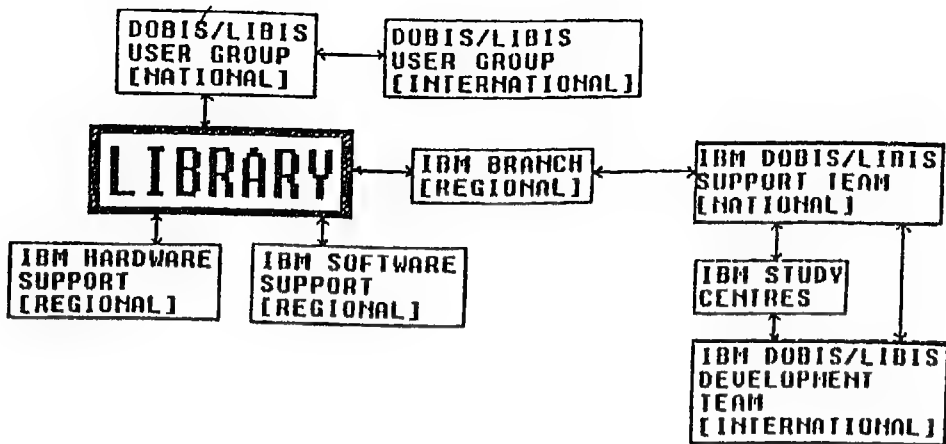 DOBIS/LIBIS
USER GROUP
[NATIONAL]
DOBIS/LIBIS
USER GROUP
[INTERNATIONAL]
LIBRARY
IBM BRANCH
[REGIONAL]
IBM DOBIS/LIBIS
SUPPORT TEAM
[NATIONAL]
IBM HARDWARE
SUPPORT
[REGIONAL]
IBM SOFTWARE
SUPPORT
[REGIONAL]
IBM STUDY
CENTRES
IBM DOBIS/LIBIS
DEVELOPMENT
TEAM
[INTERNATIONAL]